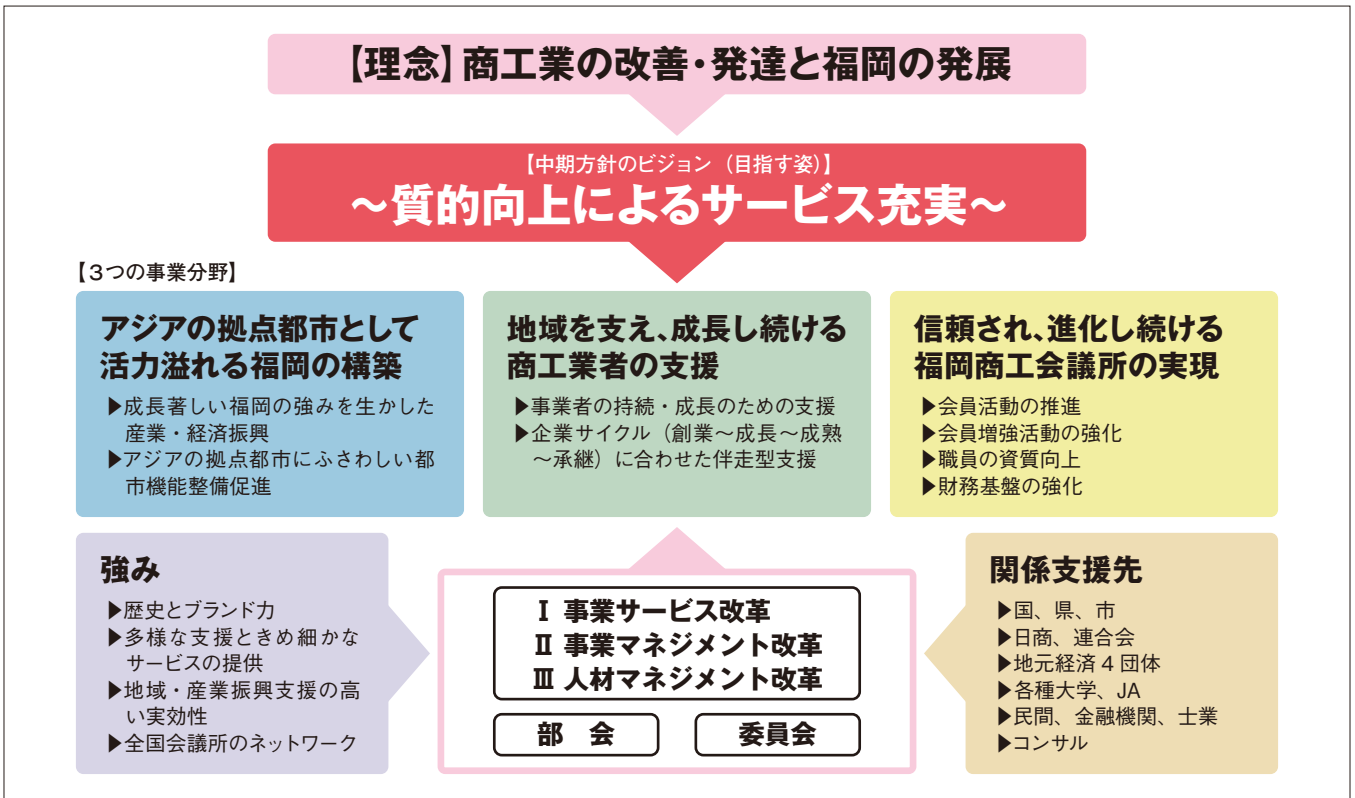 【理念】商工業の改善・発達と福岡の発展
【中期方針のビジョン（目指す姿）】
～質的向上によるサービス充実～
【3つの事業分野】
アジアの拠点都市として
活力溢れる福岡の構築
▶成長著しい福岡の強みを生かした
産業・経済振興
▶アジアの拠点都市にふさわしい都
市機能整備促進
地域を支え、成長し続ける
商工業者の支援
▶事業者の持続・成長のための支援
▶企業サイクル（創業～成長～成熟
～承継）に合わせた伴走型支援
信頼され、進化し続ける
福岡商工会議所の実現
▶会員活動の推進
▶会員増強活動の強化
▶職員の資質向上
▶財務基盤の強化
強み
▶歴史とブランド力
▶多様な支援ときめ細かな
サービスの提供
▶地域・産業振興支援の高
い実効性
▶全国会議所のネットワーク
Ⅰ 事業サービス改革
Ⅱ 事業マネジメント改革
Ⅲ 人材マネジメント改革
部　会
委員会
関係支援先
▶国、県、市
▶日商、連合会
▶地元経済4団体
▶各種大学、JA
▶民間、金融機関、士業
▶コンサル